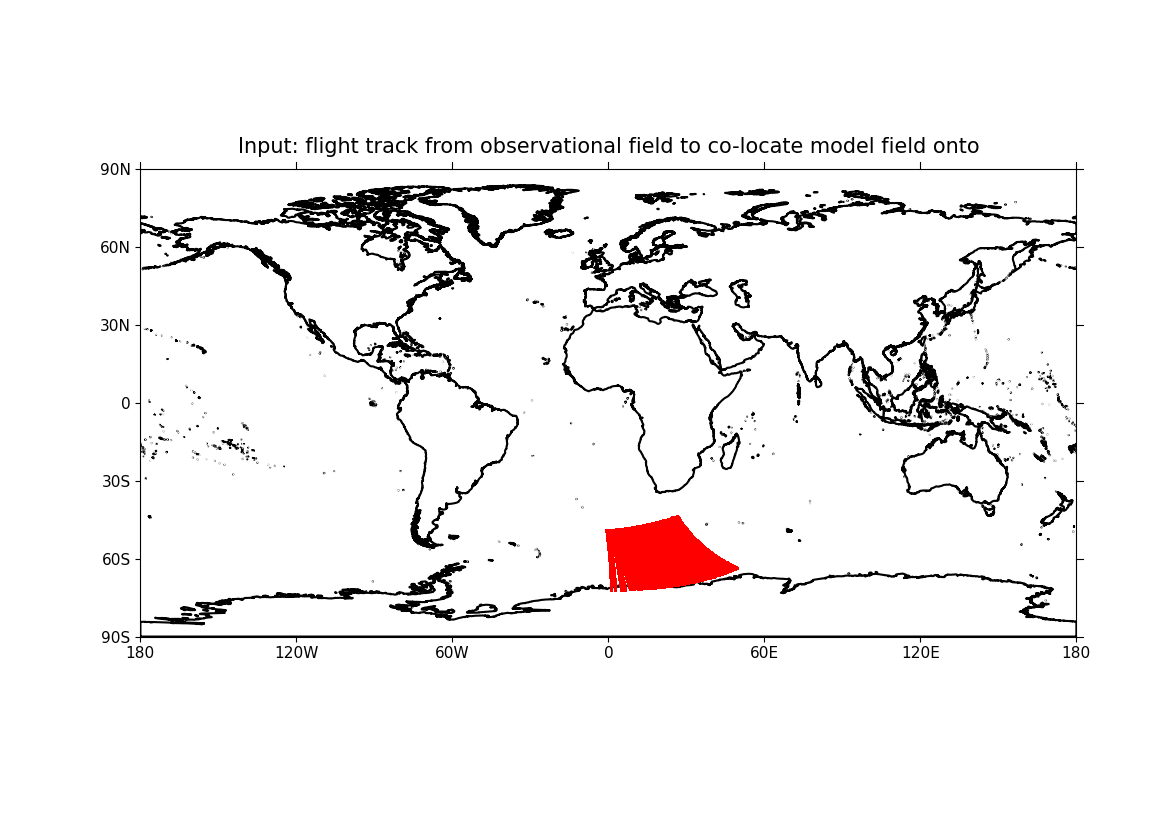 Input: flight track from observational field to co-locate model field onto
90N
60N
30N
0
30S
60S
90S
180 120W 60W 0 60E 120E 180